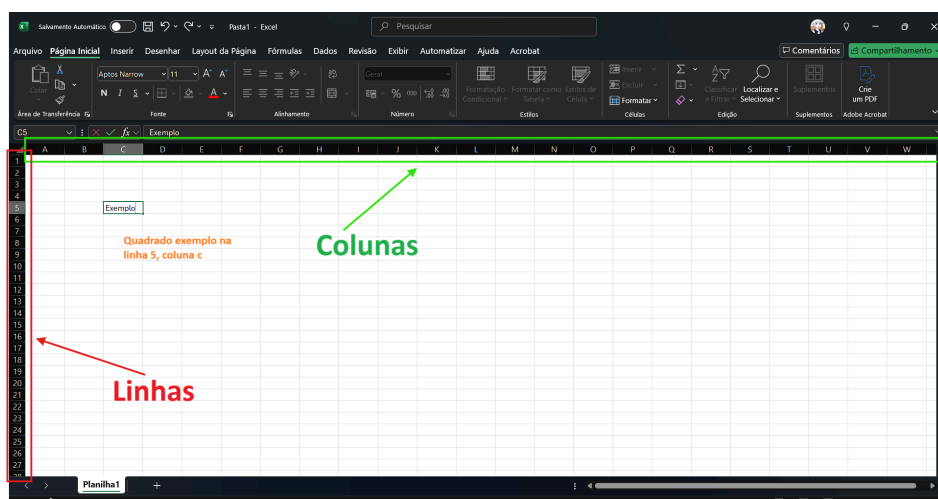 Salvamento Automático Pasta1 - Excel Pesquisar
Arquivo Página Inicial Inserir Desenhar Layout da Página Fórmulas Dados Revisão Exibir Automatizar Ajuda Acrobat Comentários Compartilhamento
Colar Aptos Narrow 11 A A ab Geral Formatação Condicional Formatar como Tabela Estilos de Célula Inserir Excluir Formatar Classificar e Filtrar Localizar e Selecionar Suplementos Crie um PDF
N I S A % 000
Área de Transferência Fonte Alinhamento Número Estilos Células Edição Suplementos Adobe Acrobat
C5 fx Exemplo
A B C D E F G H I J K L M N O P Q R S T U V W
1
2
3
4
5 Exemplo
6
7
8 Quadrado exemplo na
9 linha 5, coluna c
Colunas
10
11
12
13
14
15
16
17
18
19
20
21 Linhas
22
23
24
25
26
27
28
Planilha1